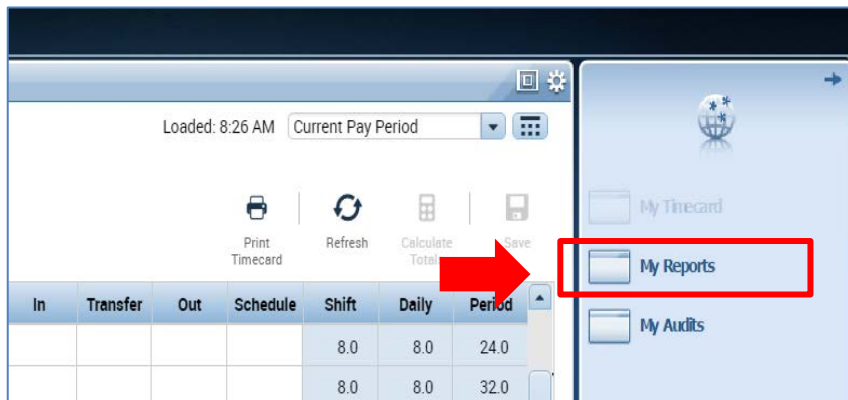 Loaded: 8:26 AM Current Pay Period
Print Timecard
Refresh
Calculate Totals
Save
My Timecard
My Reports
My Audits
In Transfer Out Schedule Shift Daily Period
8.0 8.0 24.0
8.0 8.0 32.0